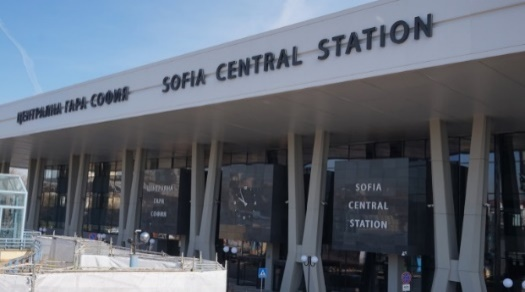 ЦЕНТРАЛНА ГАРА СОФИЯ
SOFIA CENTRAL STATION
ЦЕНТРАЛНА
ГАРА
СОФИЯ
SOFIA
CENTRAL
STATION